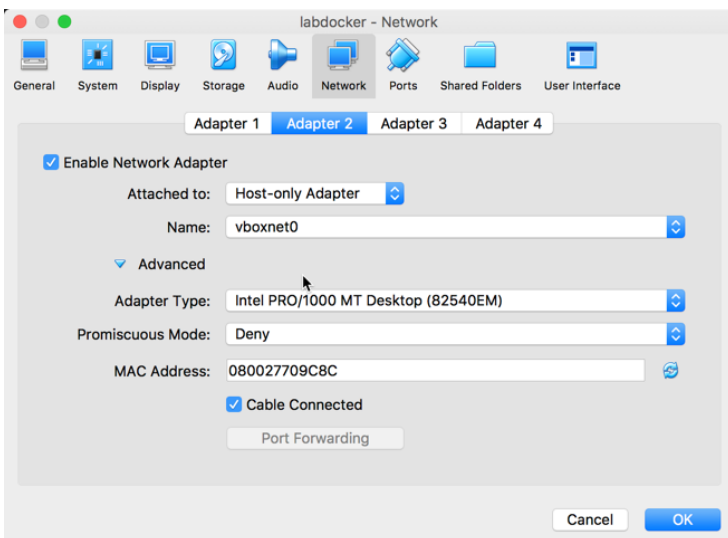 labdocker - Network
General System Display Storage Audio Network Ports Shared Folders User Interface
Adapter 1 Adapter 2 Adapter 3 Adapter 4
Enable Network Adapter
Attached to: Host-only Adapter
Name: vboxnet0
Advanced
Adapter Type: Intel PRO/1000 MT Desktop (82540EM)
Promiscuous Mode: Deny
MAC Address: 080027709C8C
Cable Connected
Port Forwarding
Cancel OK